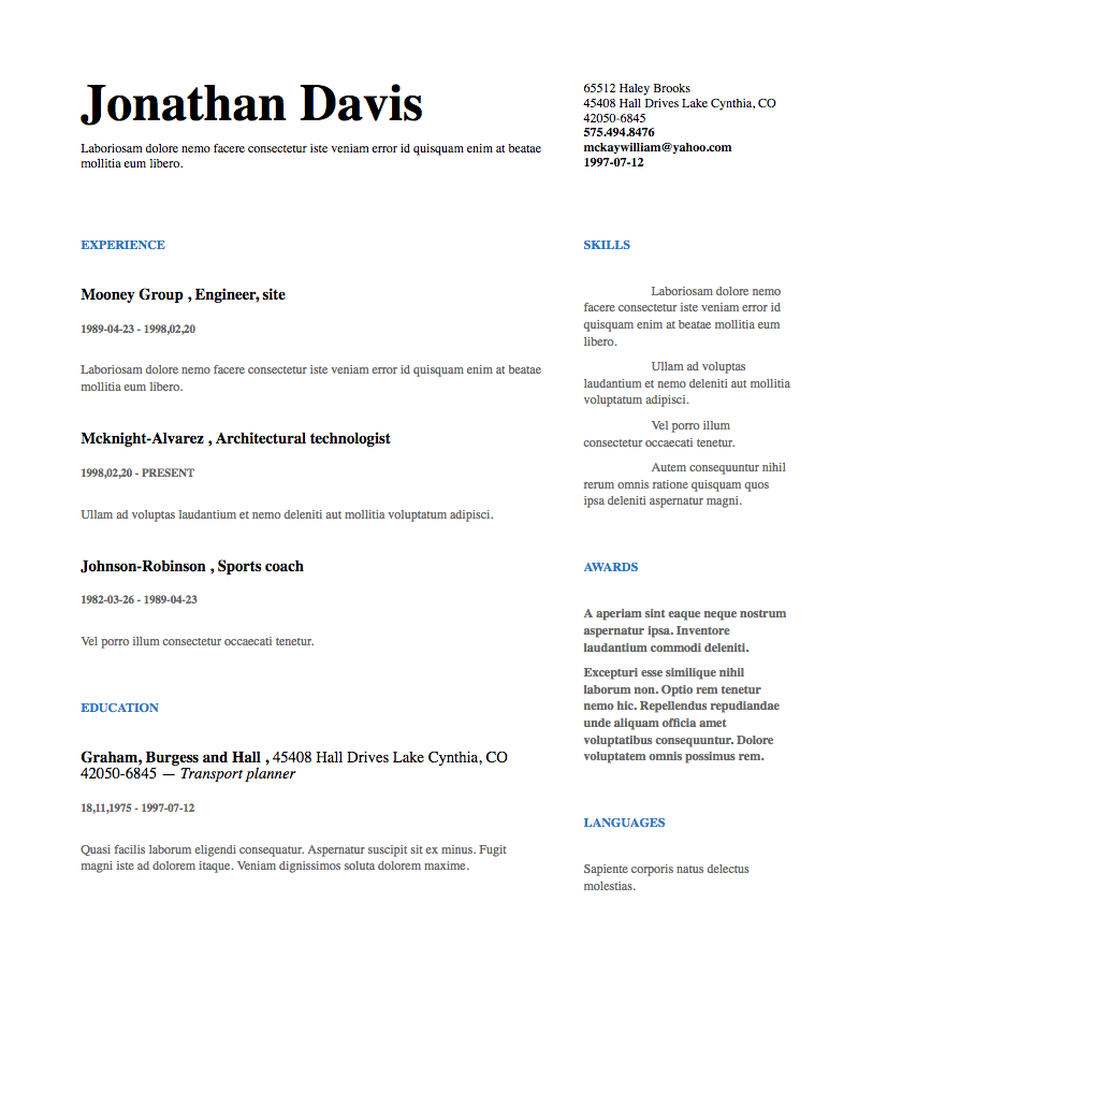 Jonathan Davis
Laboriosam dolore nemo facere consectetur iste veniam error id quisquam enim at beatae
mollitia eum libero.
65512 Haley Brooks
45408 Hall Drives Lake Cynthia, CO
42050-6845
575.494.8476
mckaywilliam@yahoo.com
1997-07-12
EXPERIENCE
Mooney Group , Engineer, site
1989-04-23 - 1998,02,20
Laboriosam dolore nemo facere consectetur iste veniam error id quisquam enim at beatae
mollitia eum libero.
Mcknight-Alvarez , Architectural technologist
1998,02,20 - PRESENT
Ullam ad voluptas laudantium et nemo deleniti aut mollitia voluptatum adipisci.
Johnson-Robinson , Sports coach
1982-03-26 - 1989-04-23
Vel porro illum consectetur occaecati tenetur.
EDUCATION
Graham, Burgess and Hall , 45408 Hall Drives Lake Cynthia, CO
42050-6845 — Transport planner
18,11,1975 - 1997-07-12
Quasi facilis laborum eligendi consequatur. Aspernatur suscipit sit ex minus. Fugit
magni iste ad dolorem itaque. Veniam dignissimos soluta dolorem maxime.
SKILLS
Laboriosam dolore nemo
facere consectetur iste veniam error id
quisquam enim at beatae mollitia eum
libero.
Ullam ad voluptas
laudantium et nemo deleniti aut mollitia
voluptatum adipisci.
Vel porro illum
consectetur occaecati tenetur.
Autem consequuntur nihil
rerum omnis ratione quisquam quos
ipsa deleniti aspernatur magni.
AWARDS
A aperiam sint eaque neque nostrum
aspernatur ipsa. Inventore
laudantium commodi deleniti.
Excepturi esse similique nihil
laborum non. Optio rem tenetur
nemo hic. Repellendus repudiandae
unde aliquam officia amet
voluptatibus consequuntur. Dolore
voluptatem omnis possimus rem.
LANGUAGES
Sapiente corporis natus delectus
molestias.